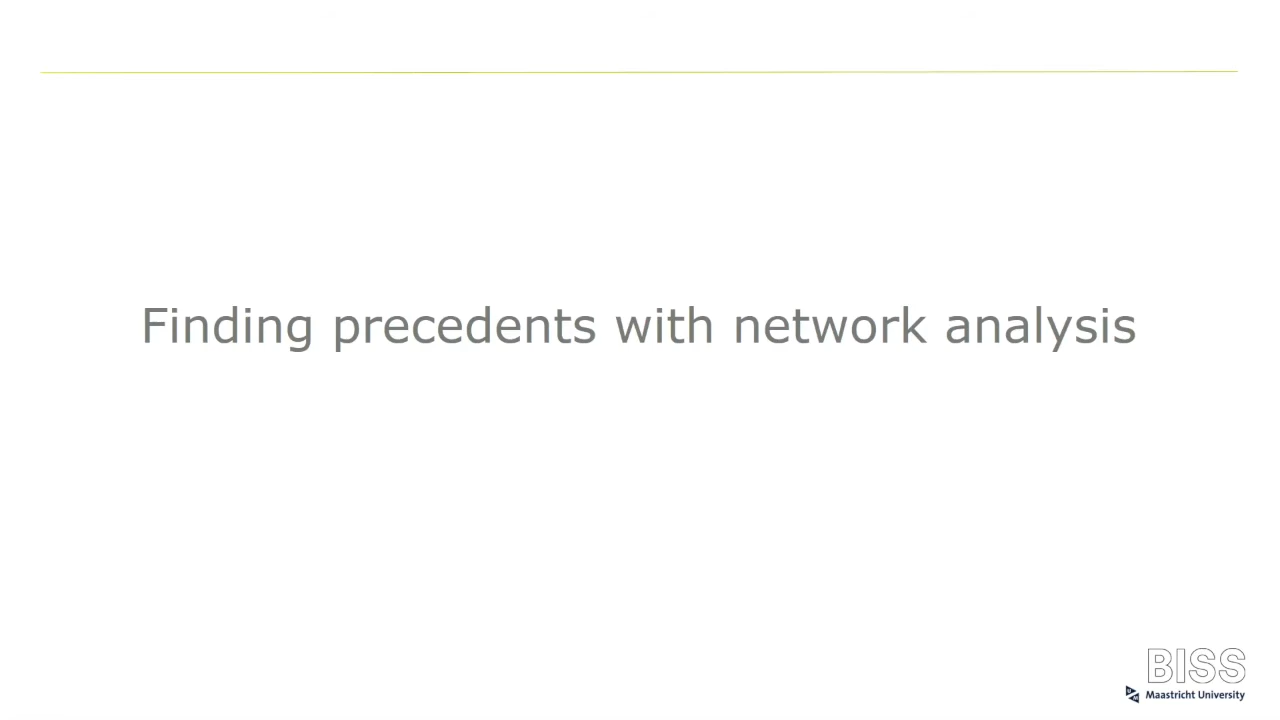 Finding precedents with network analysis
BISS
Maastricht University